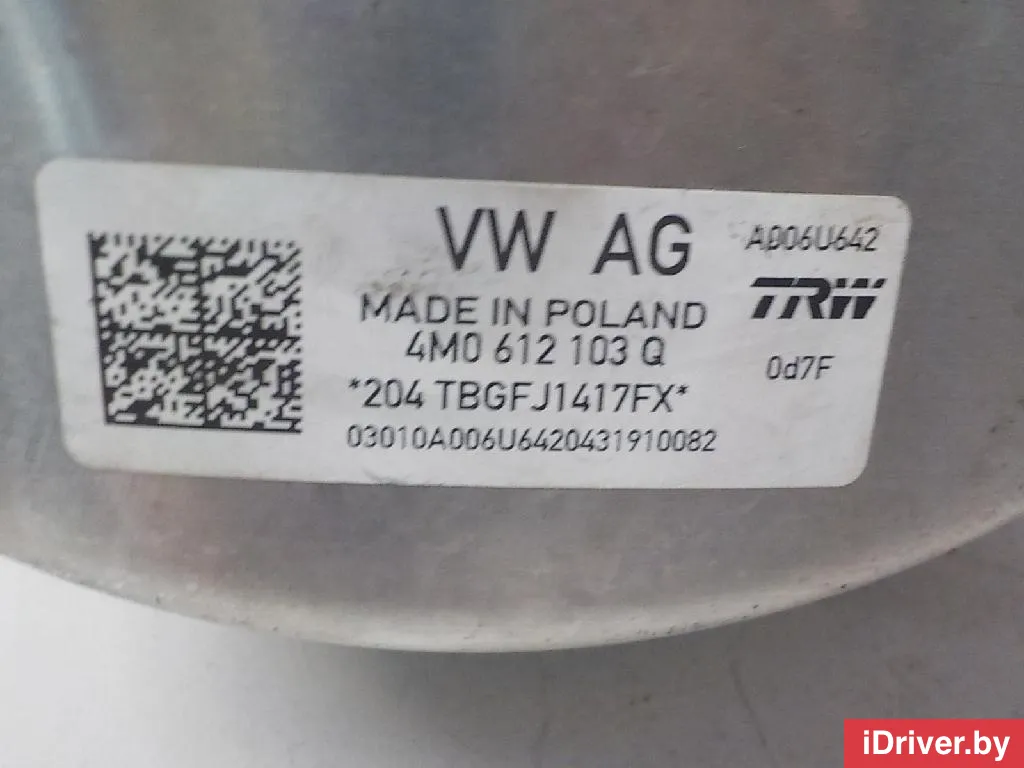 VW AG
A006U642
TRW
MADE IN POLAND
4M0 612 103 Q
0d7F
*204 TBGFJ1417FX*
03010A006U6420431910082
iDriver.by